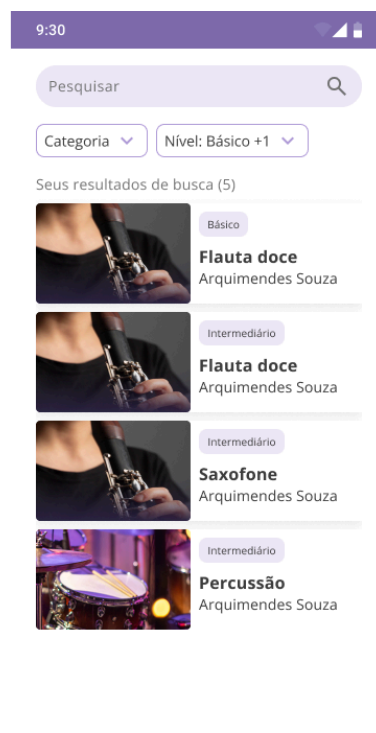 9:30
Pesquisar
Categoria
Nível: Básico +1
Seus resultados de busca (5)
Básico
Flauta doce
Arquimendes Souza
Intermediário
Flauta doce
Arquimendes Souza
Intermediário
Saxofone
Arquimendes Souza
Intermediário
Percussão
Arquimendes Souza